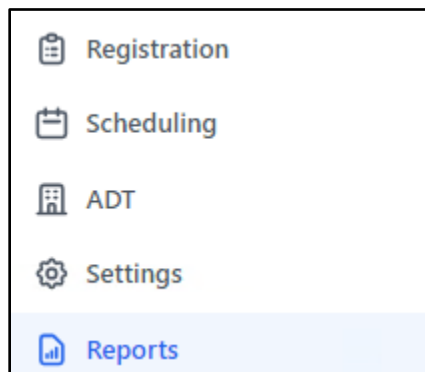 Registration
Scheduling
ADT
Settings
Reports